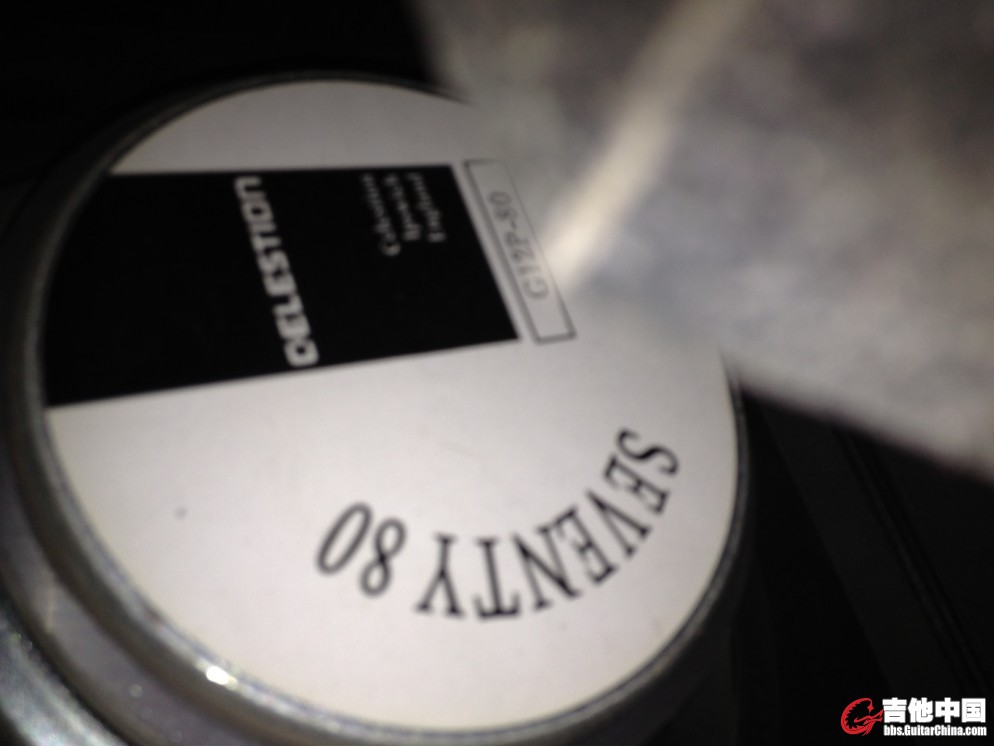 CELESTION
G12P-80
SEVENTY 80
吉他中国
bbs.GuitarChina.com